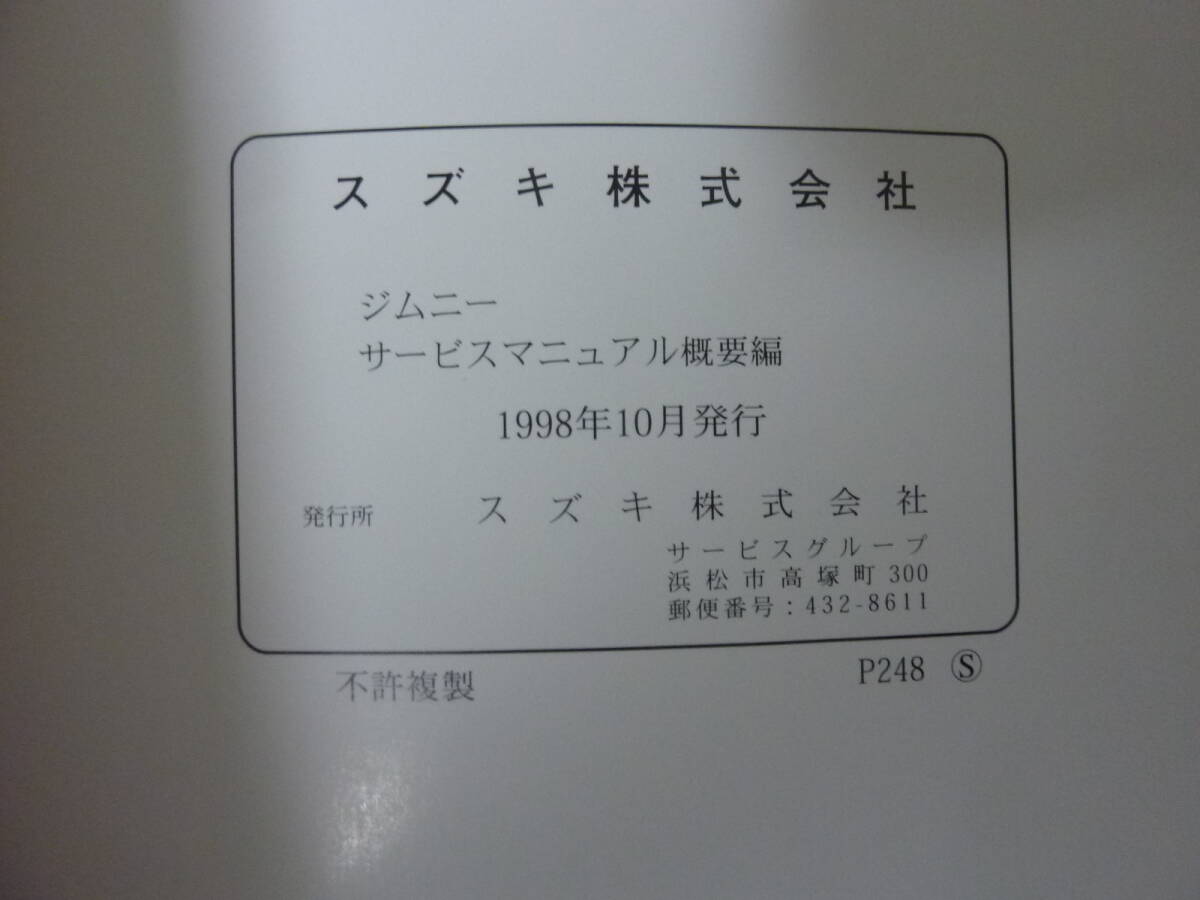 スズキ株式会社
ジムニー
サービスマニュアル概要編
1998年10月発行
発行所 スズキ株式会社
サービスグループ
浜松市高塚町300
郵便番号：432-8611
不許複製 P248 Ⓢ